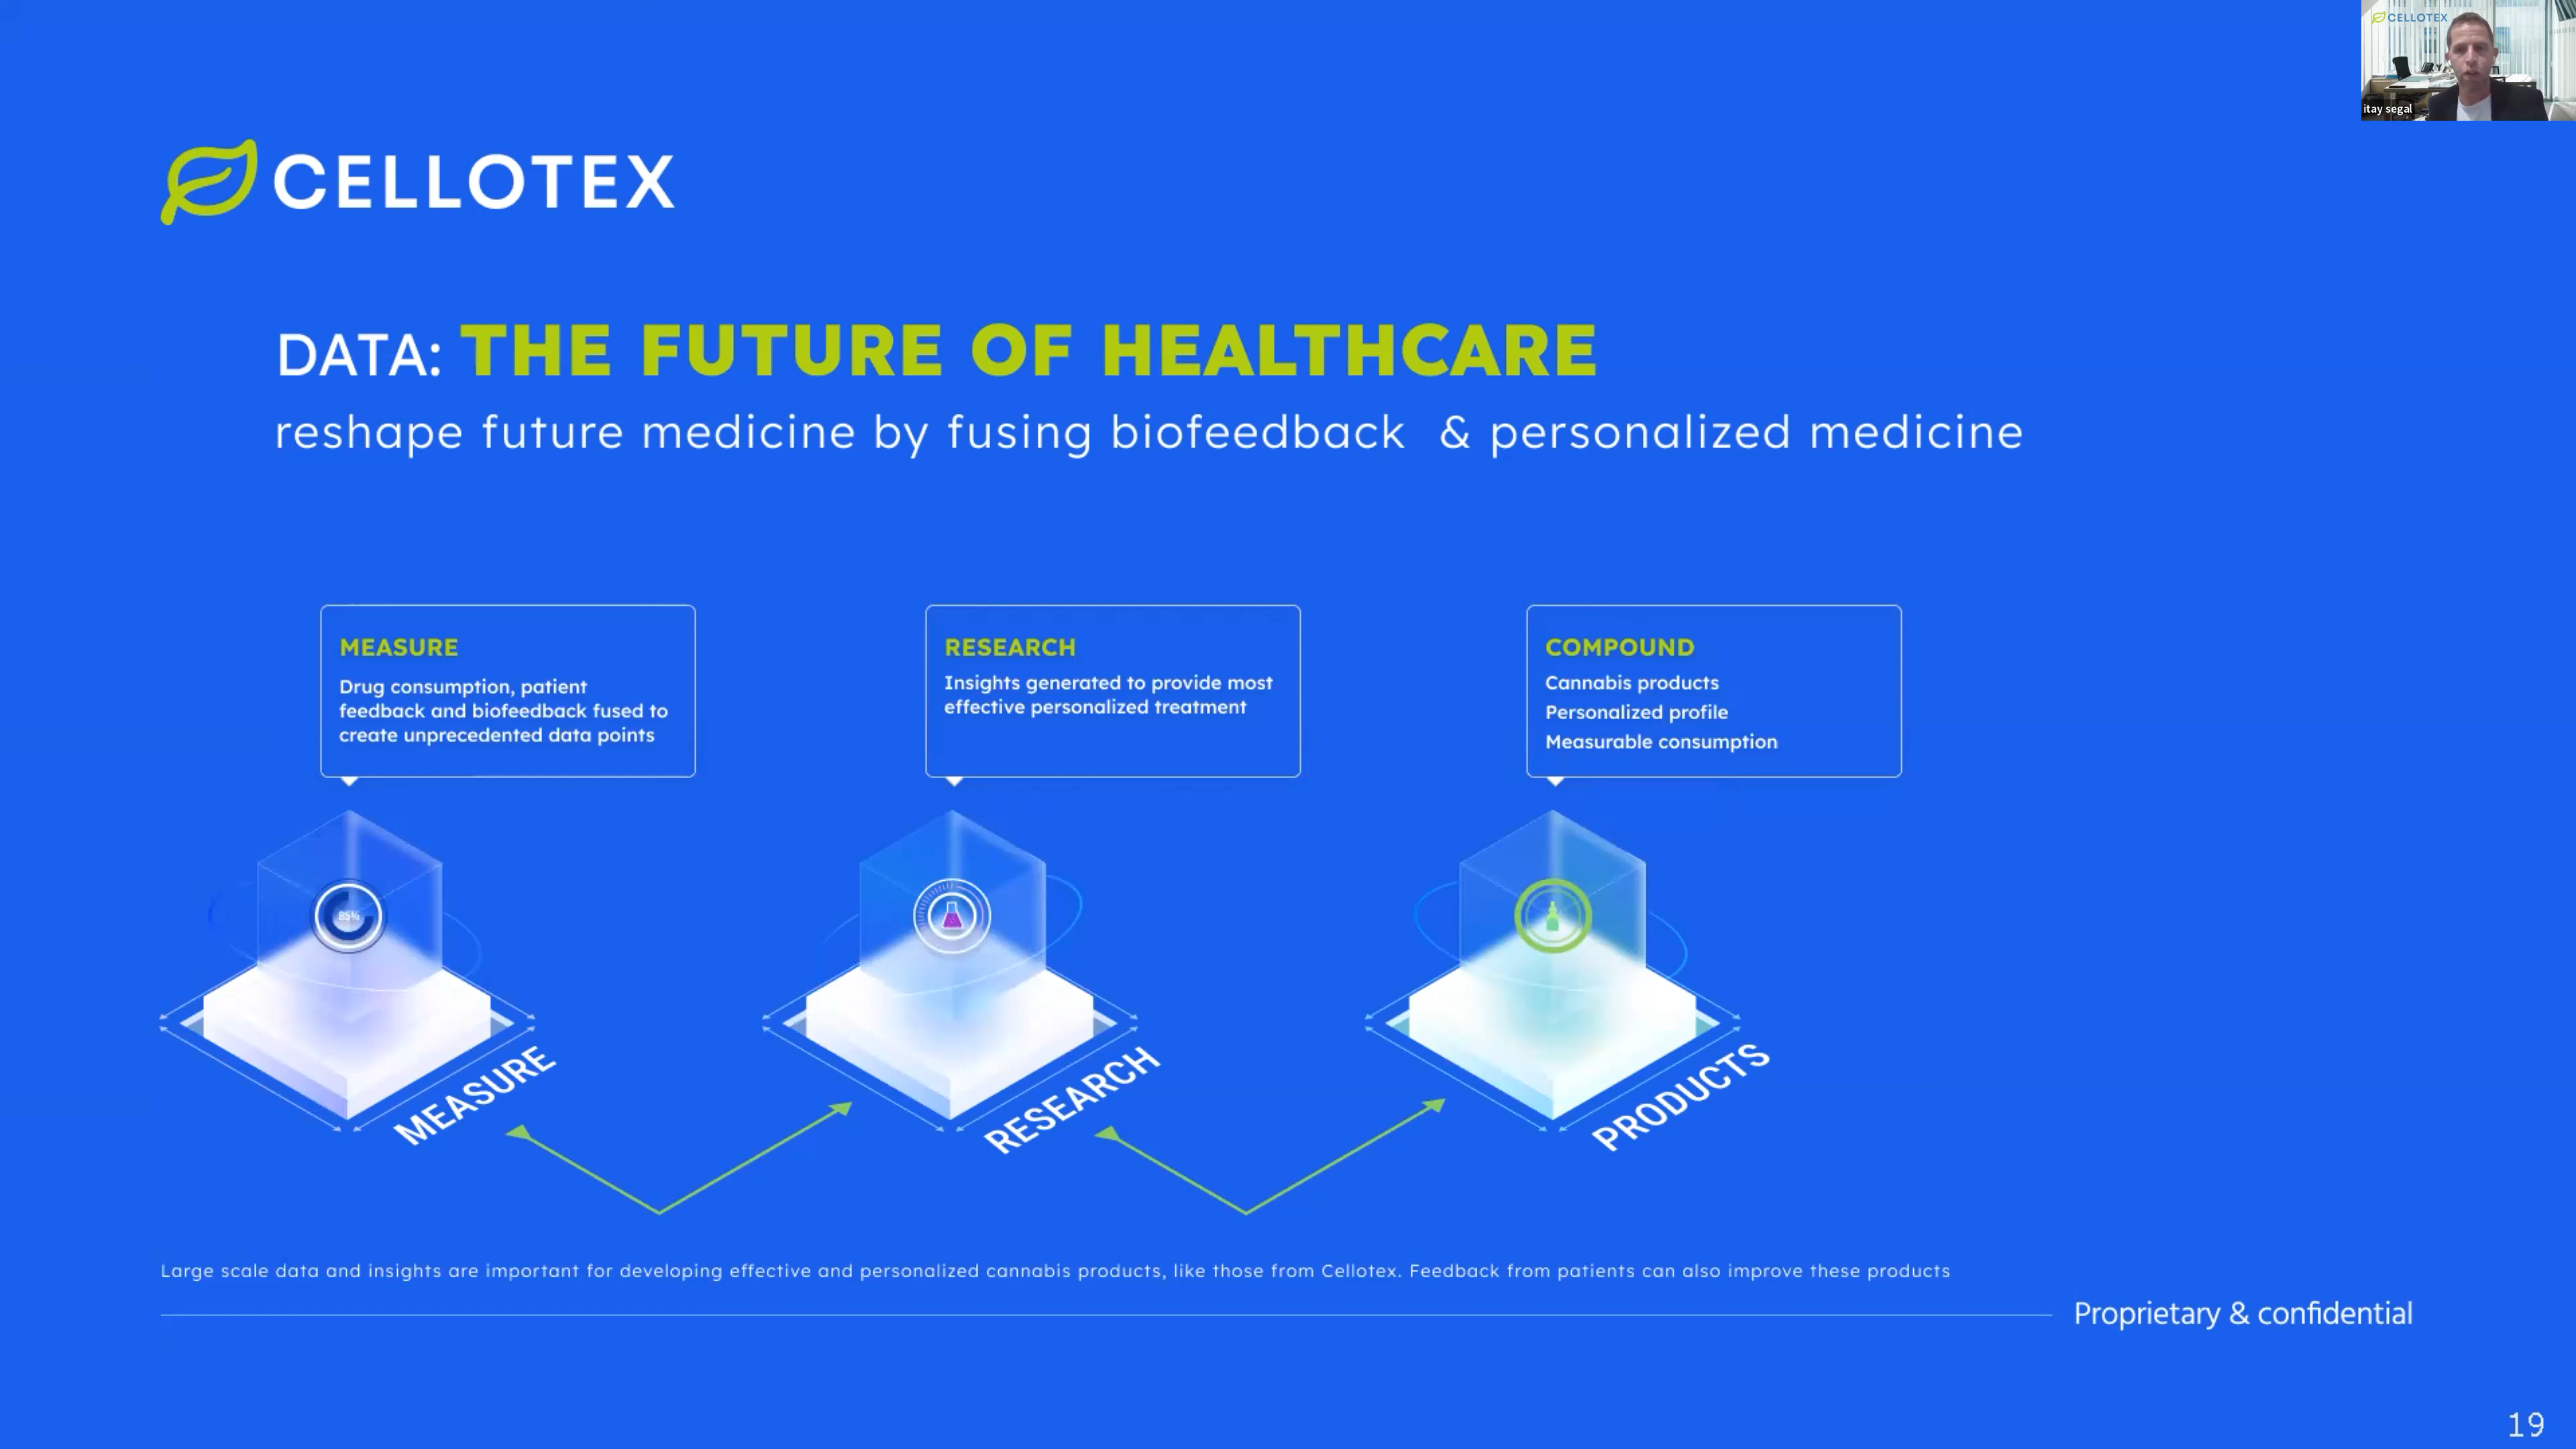 CELLOTEX
itay segal
CELLOTEX
DATA: THE FUTURE OF HEALTHCARE
reshape future medicine by fusing biofeedback & personalized medicine
MEASURE
Drug consumption, patient
feedback and biofeedback fused to
create unprecedented data points
RESEARCH
Insights generated to provide most
effective personalized treatment
COMPOUND
Cannabis products
Personalized profile
Measurable consumption
85%
MEASURE
RESEARCH
PRODUCTS
Large scale data and insights are important for developing effective and personalized cannabis products, like those from Cellotex. Feedback from patients can also improve these products
Proprietary & confidential
19